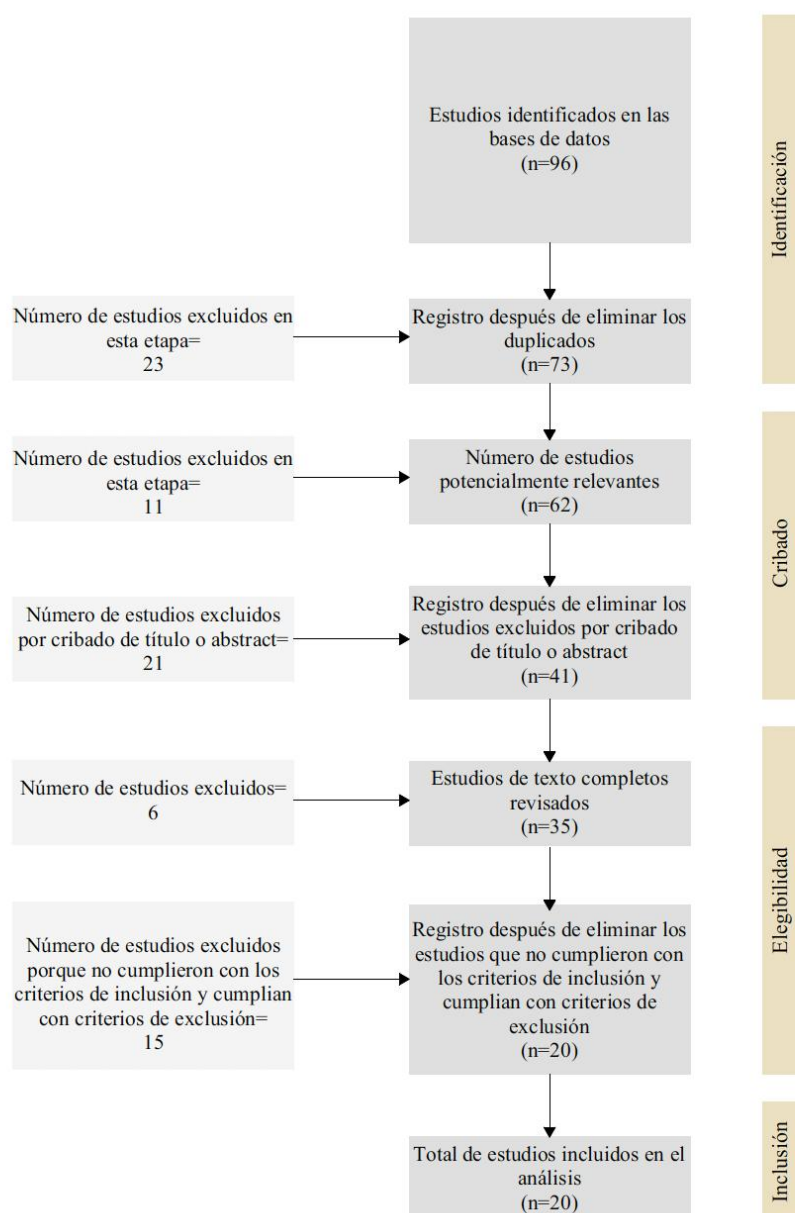 Estudios identificados en las
bases de datos
(n=96)
Identificación
Número de estudios excluidos en
esta etapa=
23
Registro después de eliminar los
duplicados
(n=73)
Número de estudios excluidos en
esta etapa=
11
Número de estudios
potencialmente relevantes
(n=62)
Cribado
Número de estudios excluidos
por cribado de título o abstract=
21
Registro después de eliminar los
estudios excluidos por cribado
de título o abstract
(n=41)
Número de estudios excluidos=
6
Estudios de texto completos
revisados
(n=35)
Elegibilidad
Número de estudios excluidos
porque no cumplieron con los
criterios de inclusión y cumplian
con criterios de exclusión=
15
Registro después de eliminar los
estudios que no cumplieron con
los criterios de inclusión y
cumplian con criterios de
exclusión
(n=20)
Total de estudios incluidos en el
análisis
(n=20)
Inclusión